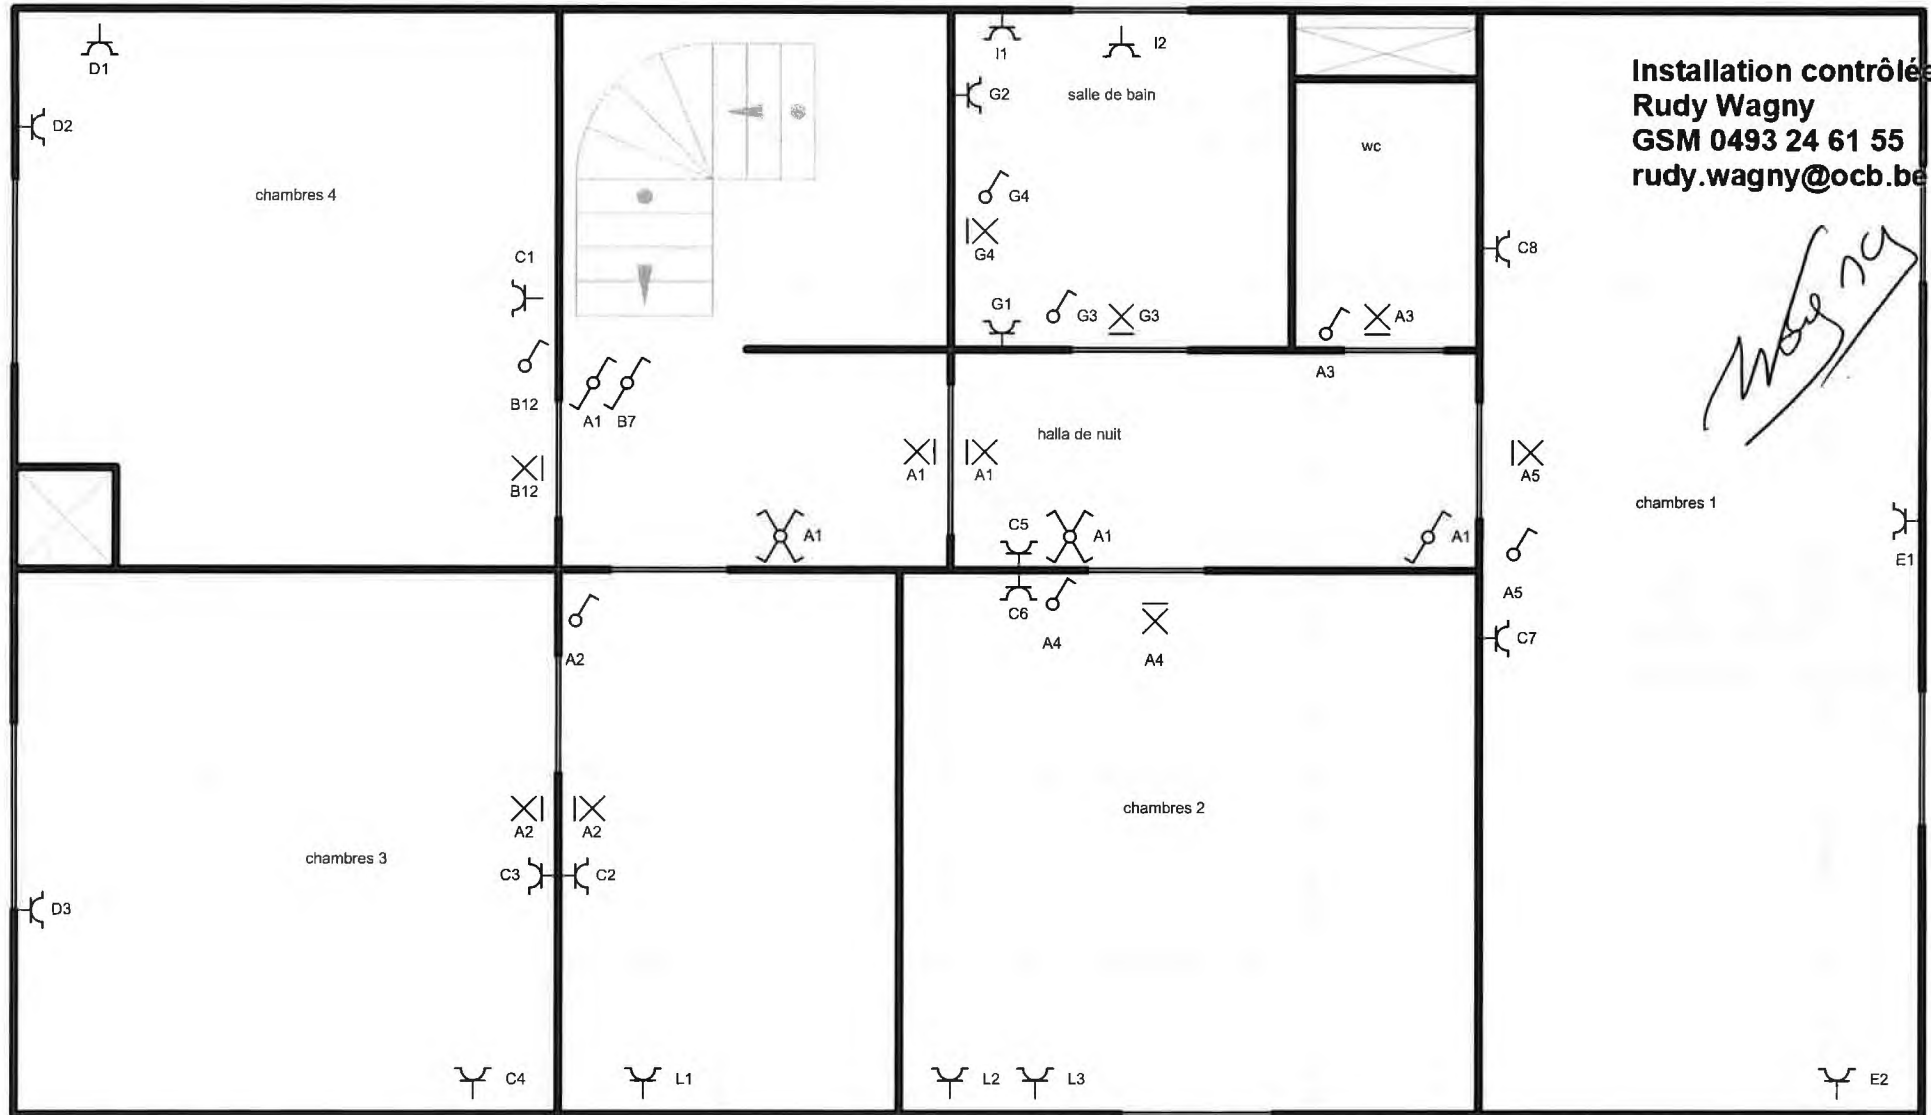 D1
I1
I2
Installation contrôlée
Rudy Wagny
GSM 0493 24 61 55
rudy.wagny@ocb.be
G2
salle de bain
D2
wc
chambres 4
G4
G4
C8
C1
G1
G3
G3
A3
A3
B12
A1
B7
halla de nuit
A1
A1
A5
B12
chambres 1
C5
A1
A1
A1
E1
C6
A5
A4
C7
A2
A4
chambres 2
A2
A2
chambres 3
C3
C2
D3
C4
L1
L2
L3
E2